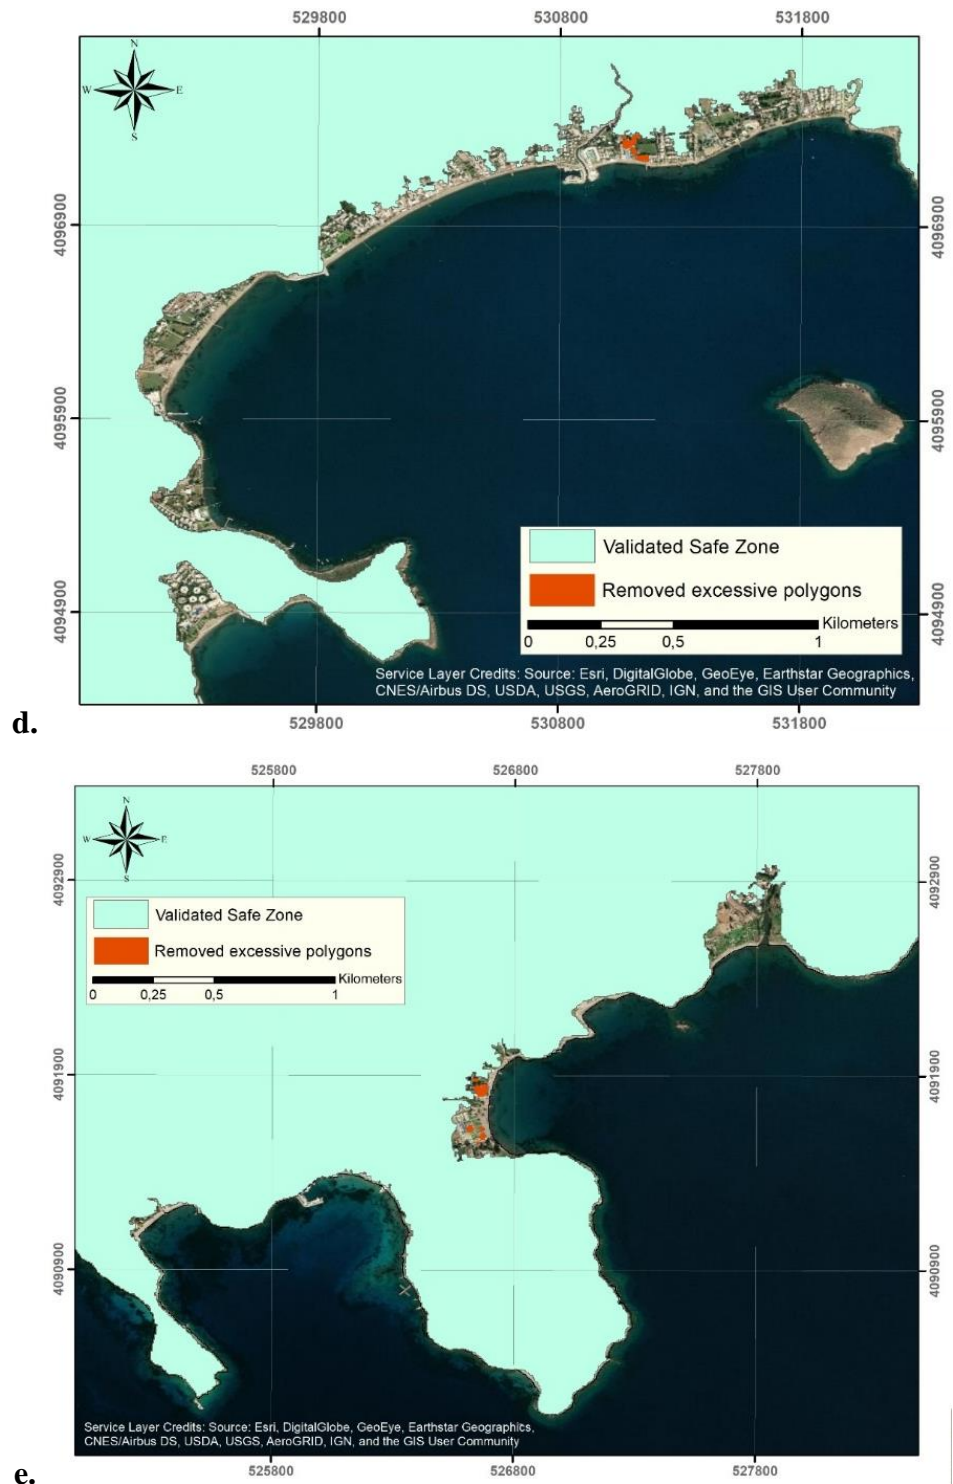 529800 530800 531800
N
W E
S
4096900 4096900
4095900 4095900
Validated Safe Zone
Removed excessive polygons
4094900 4094900
Kilometers
0 0,25 0,5 1
Service Layer Credits: Source: Esri, DigitalGlobe, GeoEye, Earthstar Geographics,
CNES/Airbus DS, USDA, USGS, AeroGRID, IGN, and the GIS User Community
d.
529800 530800 531800
525800 526800 527800
N
W E
S
4092900 4092900
Validated Safe Zone
Removed excessive polygons
Kilometers
0 0,25 0,5 1
4091900 4091900
4090900 4090900
Service Layer Credits: Source: Esri, DigitalGlobe, GeoEye, Earthstar Geographics,
CNES/Airbus DS, USDA, USGS, AeroGRID, IGN, and the GIS User Community
525800 526800 527800
e.